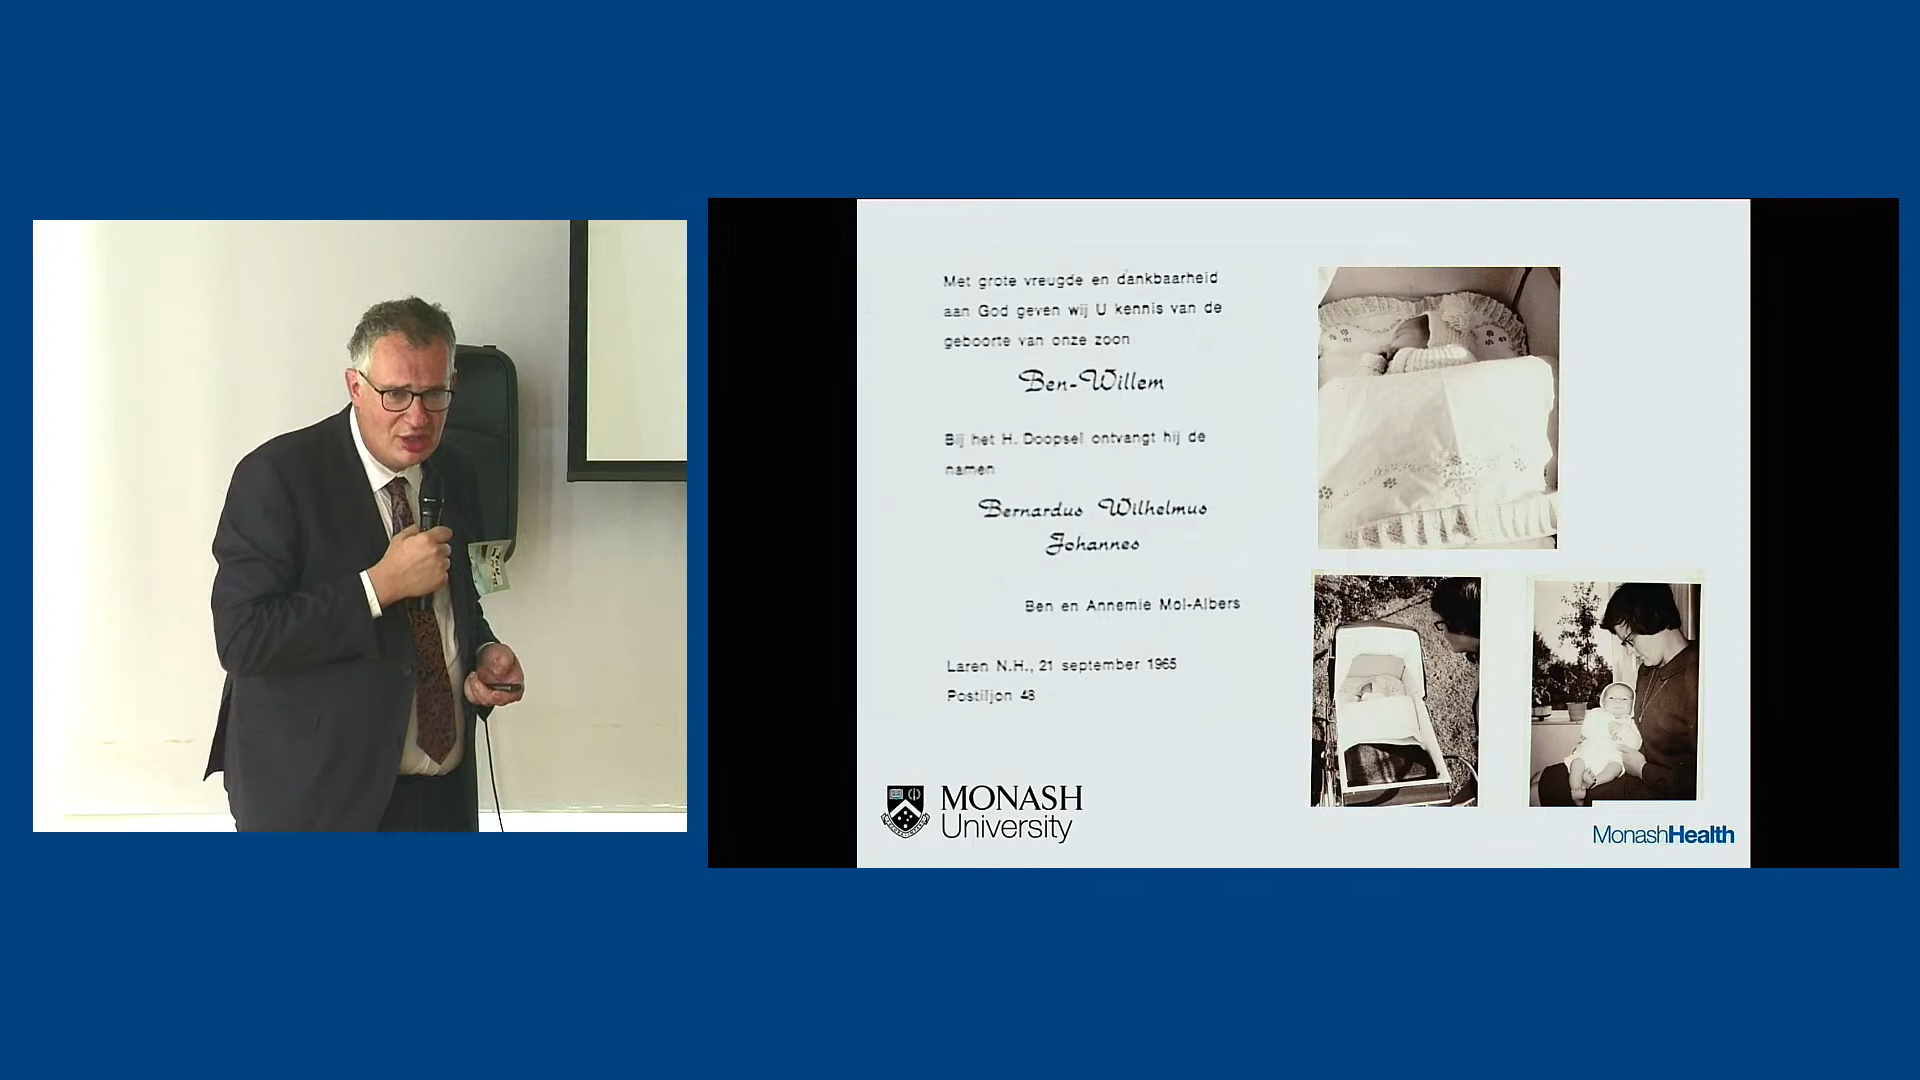 Met grote vreugde en dankbaarheid
aan God geven wij U kennis van de
geboorte van onze zoon
Ben-Willem
Bij het H. Doopsel ontvangt hij de
namen
Bernardus Wilhelmus
Johannes
Ben en Annemie Mol-Albers
Laren N.H., 21 september 1965
Postiljon 48
MONASH
University
MonashHealth